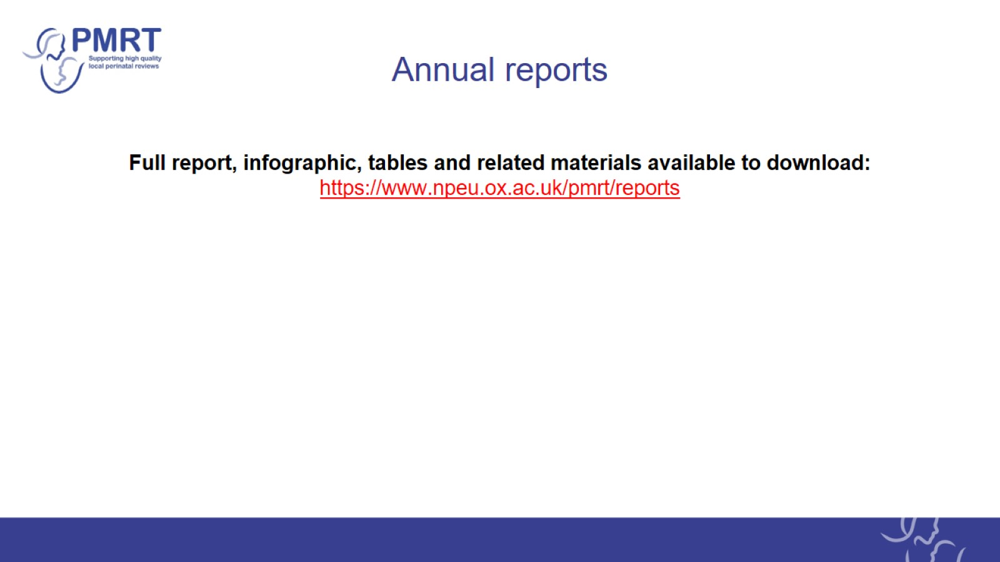 PMRT
Supporting high quality
local perinatal reviews
Annual reports
Full report, infographic, tables and related materials available to download:
https://www.npeu.ox.ac.uk/pmrt/reports